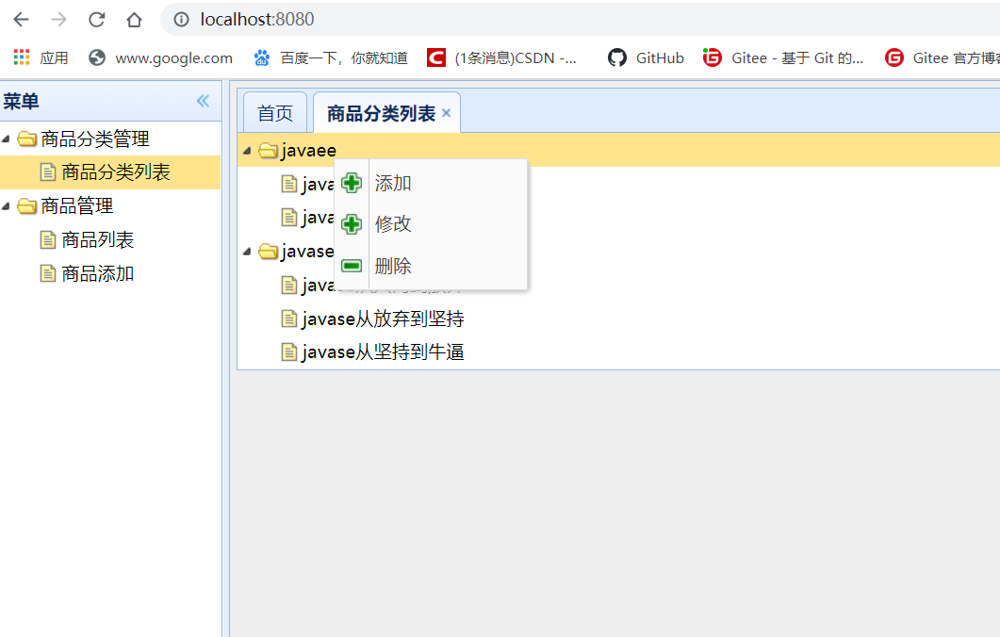 localhost:8080
应用 www.google.com 百度一下，你就知道 (1条消息)CSDN -... GitHub Gitee - 基于 Git 的... Gitee 官方博客
菜单
商品分类管理
商品分类列表
商品管理
商品列表
商品添加
首页 商品分类列表
javaee
java
java
javase
java
javase从放弃到坚持
javase从坚持到牛逼
添加
修改
删除